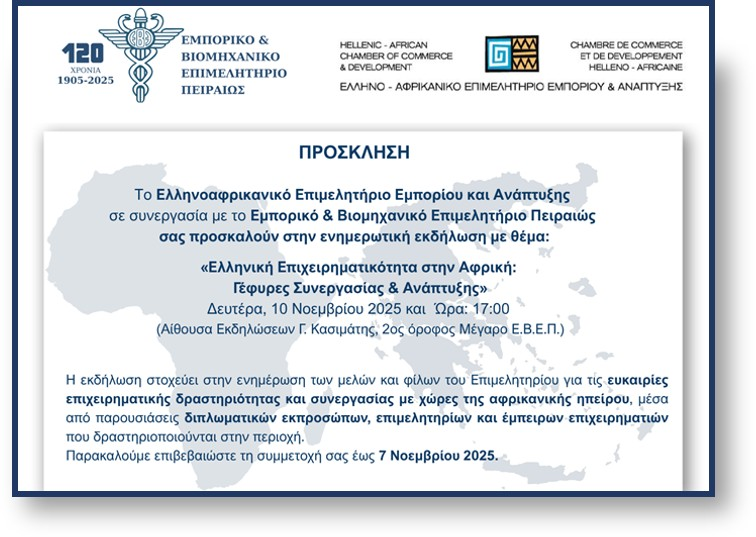 120
ΧΡΟΝΙΑ
1905-2025
ΕΜΠΟΡΙΚΟ &
ΒΙΟΜΗΧΑΝΙΚΟ
ΕΠΙΜΕΛΗΤΗΡΙΟ
ΠΕΙΡΑΙΩΣ
HELLENIC - AFRICAN
CHAMBER OF COMMERCE
& DEVELOPMENT
CHAMBRE DE COMMERCE
ET DE DEVELOPPEMENT
HELLENO - AFRICAINE
ΕΛΛΗΝΟ - ΑΦΡΙΚΑΝΙΚΟ ΕΠΙΜΕΛΗΤΗΡΙΟ ΕΜΠΟΡΙΟΥ & ΑΝΑΠΤΥΞΗΣ
ΠΡΟΣΚΛΗΣΗ
Το Ελληνοαφρικανικό Επιμελητήριο Εμπορίου και Ανάπτυξης
σε συνεργασία με το Εμπορικό & Βιομηχανικό Επιμελητήριο Πειραιώς
σας προσκαλούν στην ενημερωτική εκδήλωση με θέμα:
«Ελληνική Επιχειρηματικότητα στην Αφρική:
Γέφυρες Συνεργασίας & Ανάπτυξης»
Δευτέρα, 10 Νοεμβρίου 2025 και Ώρα: 17:00
(Αίθουσα Εκδηλώσεων Γ. Κασιμάτης, 2ος όροφος Μέγαρο Ε.Β.Ε.Π.)
Η εκδήλωση στοχεύει στην ενημέρωση των μελών και φίλων του Επιμελητηρίου για τις ευκαιρίες
επιχειρηματικής δραστηριότητας και συνεργασίας με χώρες της αφρικανικής ηπείρου, μέσα
από παρουσιάσεις διπλωματικών εκπροσώπων, επιμελητηρίων και έμπειρων επιχειρηματιών
που δραστηριοποιούνται στην περιοχή.
Παρακαλούμε επιβεβαιώστε τη συμμετοχή σας έως 7 Νοεμβρίου 2025.